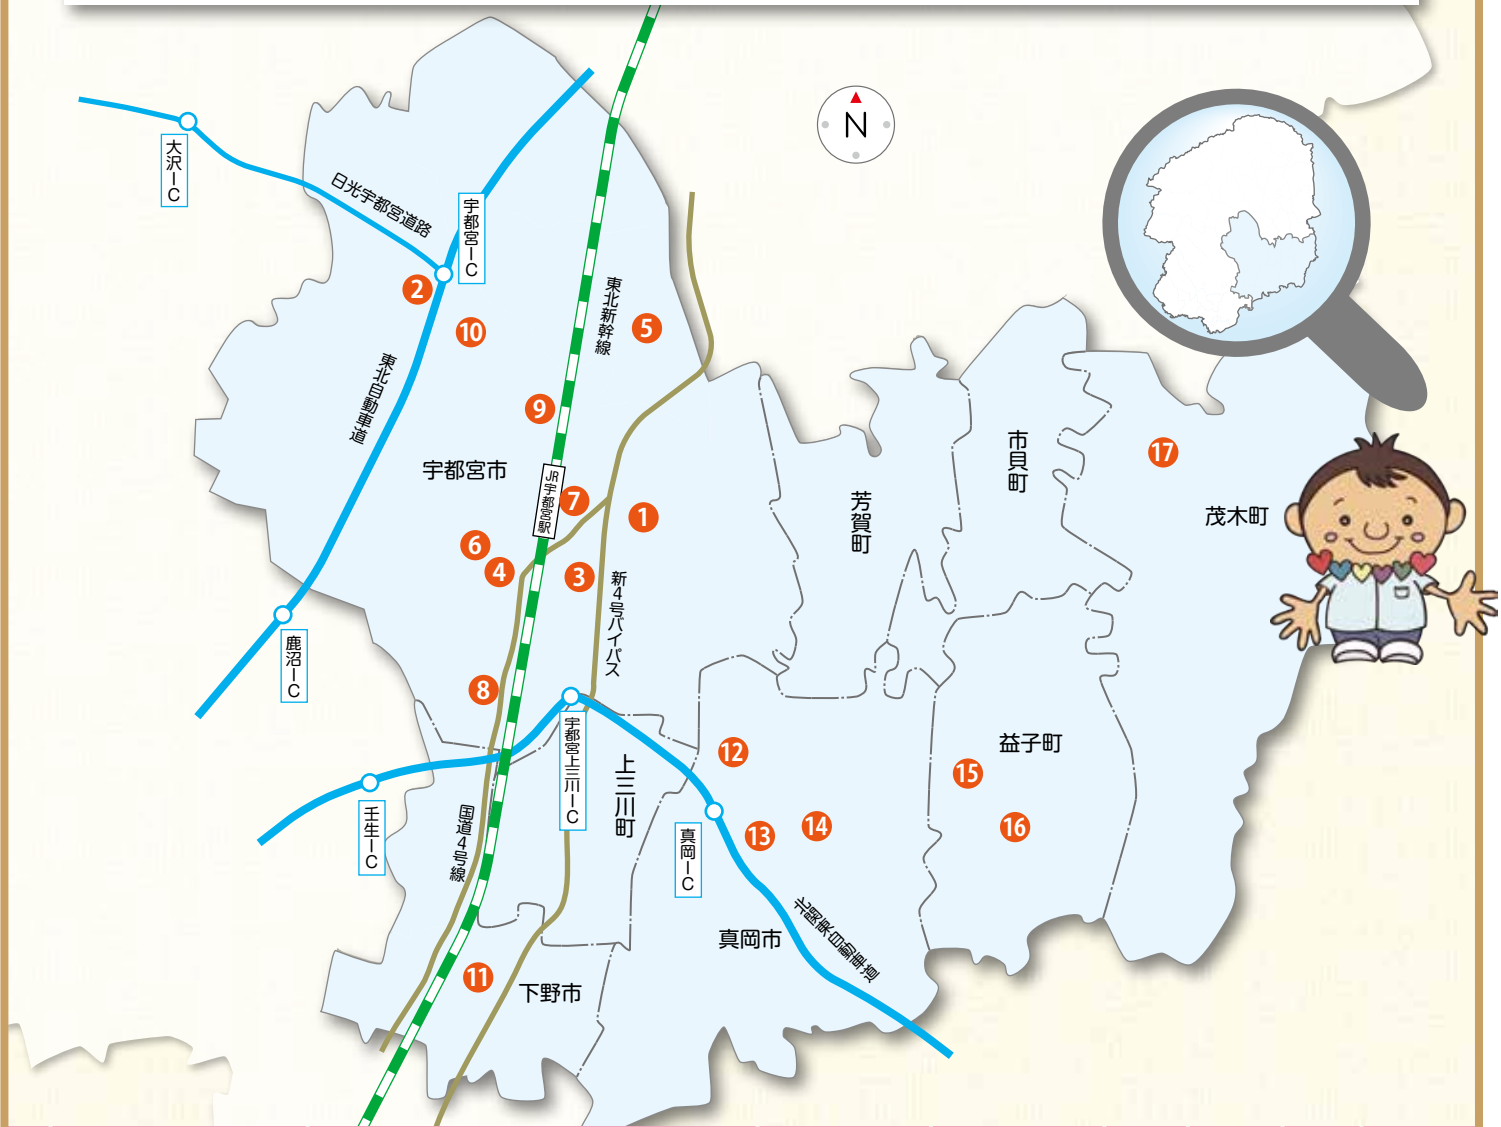 N
大沢IC
日光宇都宮道路
宇都宮IC
2
10
東北新幹線
5
東北自動車道
9
宇都宮市
JR宇都宮駅
7
1
6
4
3
新4号バイパス
鹿沼IC
8
宇都宮上三川IC
上三川町
壬生IC
国道4号線
芳賀町
市貝町
17
茂木町
12
13
14
真岡IC
益子町
15
16
北関東自動車道
真岡市
11
下野市